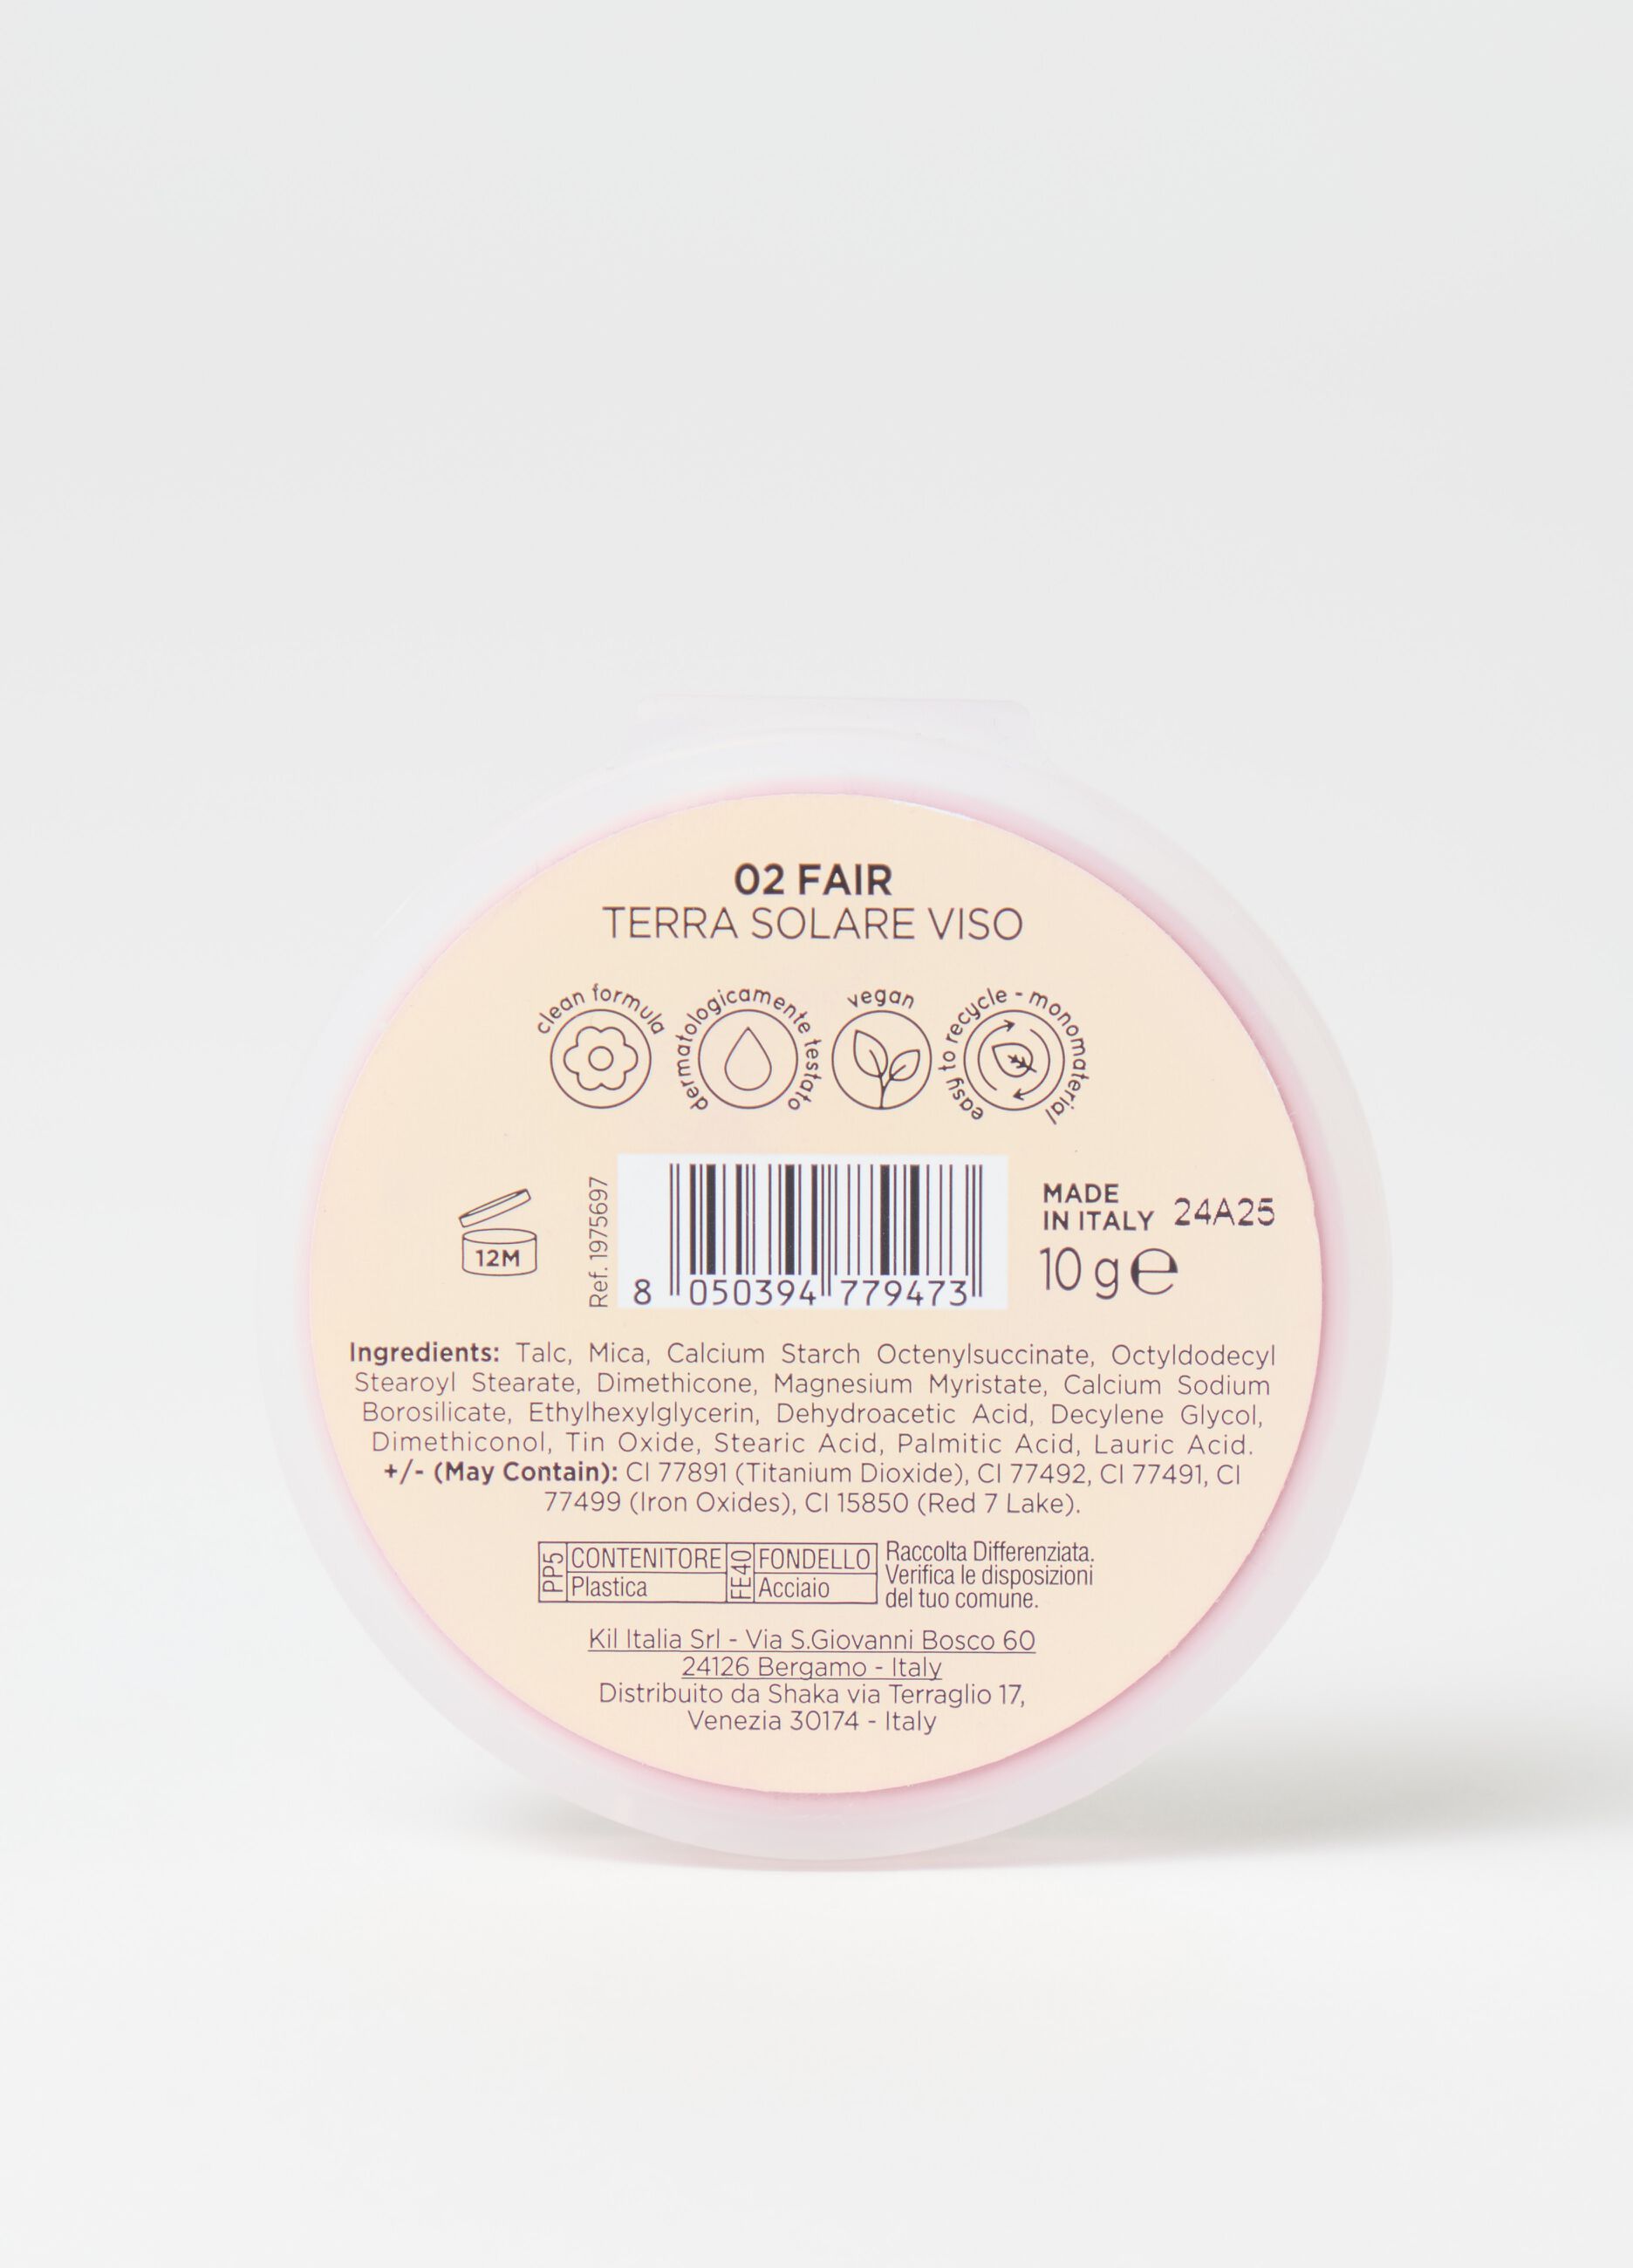 02 FAIR
TERRA SOLARE VISO
clean formula
dermatologicamente testato
vegan
easy to recycle - monomaterial
12M
Ref. 1975697
8 050394 779473
MADE
IN ITALY 24A25
10 g e
Ingredients: Talc, Mica, Calcium Starch Octenylsuccinate, Octyldodecyl
Stearoyl Stearate, Dimethicone, Magnesium Myristate, Calcium Sodium
Borosilicate, Ethylhexylglycerin, Dehydroacetic Acid, Decylene Glycol,
Dimethiconol, Tin Oxide, Stearic Acid, Palmitic Acid, Lauric Acid.
+/- (May Contain): CI 77891 (Titanium Dioxide), CI 77492, CI 77491, CI
77499 (Iron Oxides), CI 15850 (Red 7 Lake).
PP5
CONTENITORE
Plastica
FE40
FONDELLO
Acciaio
Raccolta Differenziata.
Verifica le disposizioni
del tuo comune.
Kil Italia Srl - Via S.Giovanni Bosco 60
24126 Bergamo - Italy
Distribuito da Shaka via Terraglio 17,
Venezia 30174 - Italy